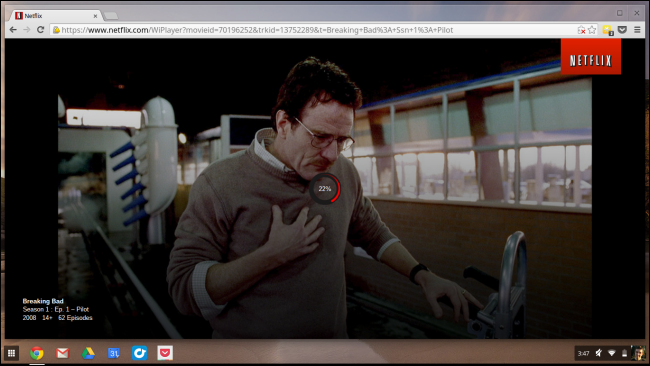 Netflix
https://www.netflix.com/WiPlayer?movieid=70196252&trkid=13752289&t=Breaking+Bad%3A+Ssn+1%3A+Pilot
NETFLIX
22%
Breaking Bad
Season 1 : Ep. 1 – Pilot
2008 14+ 62 Episodes
31
3:47